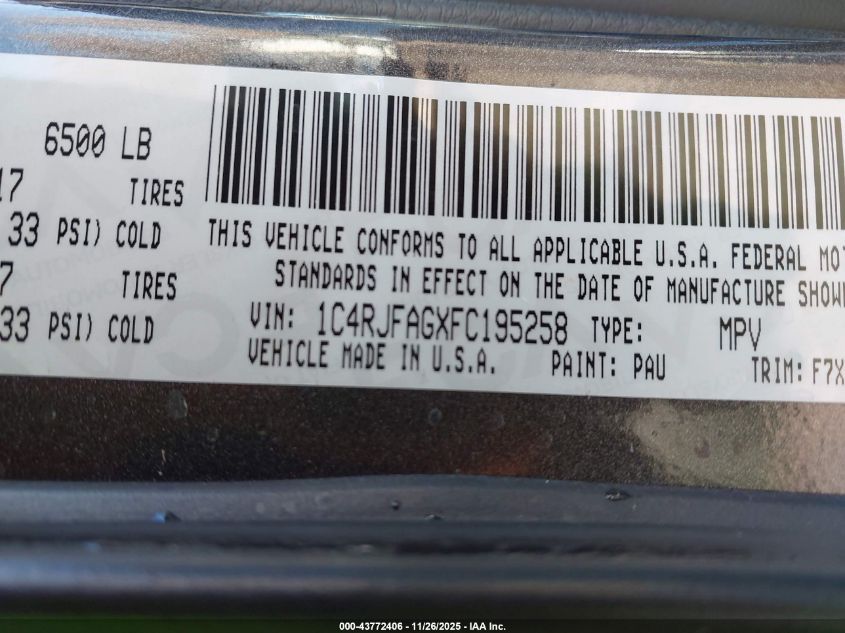 6500 LB
17 TIRES
33 PSI) COLD
7 TIRES
33 PSI) COLD
THIS VEHICLE CONFORMS TO ALL APPLICABLE U.S.A. FEDERAL MOT
STANDARDS IN EFFECT ON THE DATE OF MANUFACTURE SHOW
VIN: 1C4RJFAGXFC195258 TYPE: MPV
VEHICLE MADE IN U.S.A. PAINT: PAU TRIM: F7X
000-43772406 - 11/26/2025 - IAA Inc.